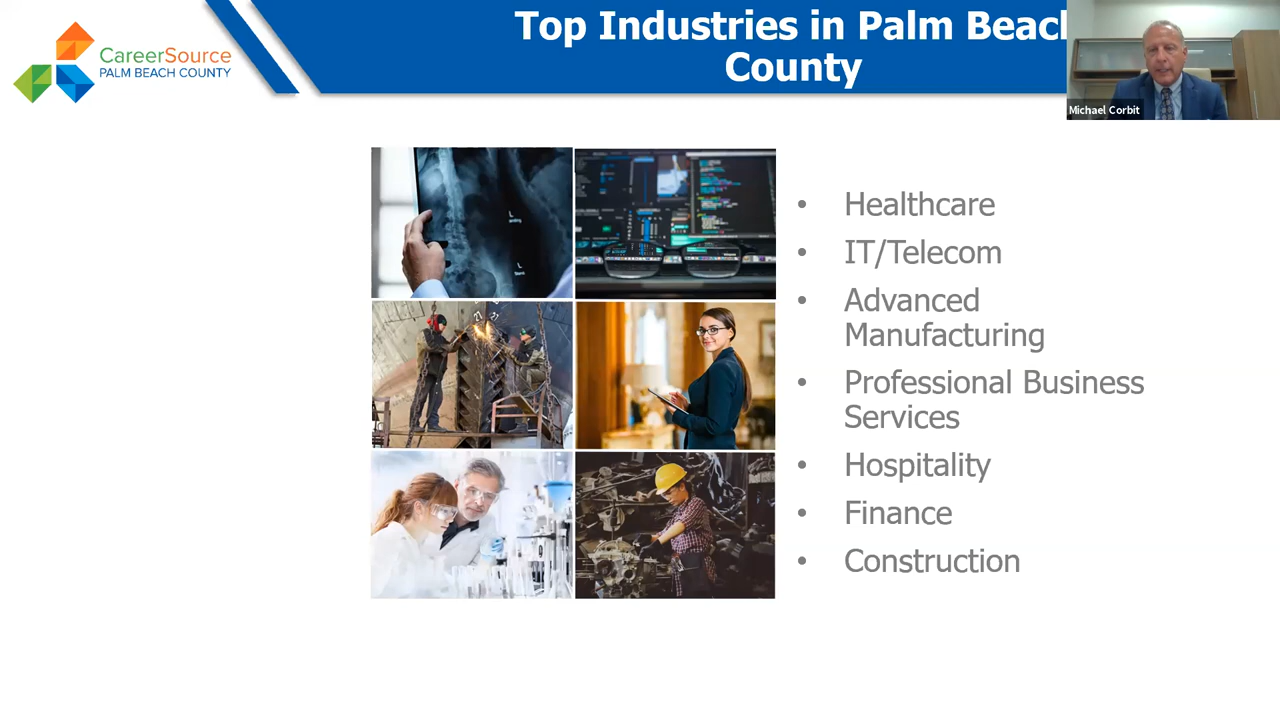 CareerSource
PALM BEACH COUNTY
Top Industries in Palm Beac
County
Michael Corbit
Healthcare
IT/Telecom
Advanced
Manufacturing
Professional Business
Services
Hospitality
Finance
Construction